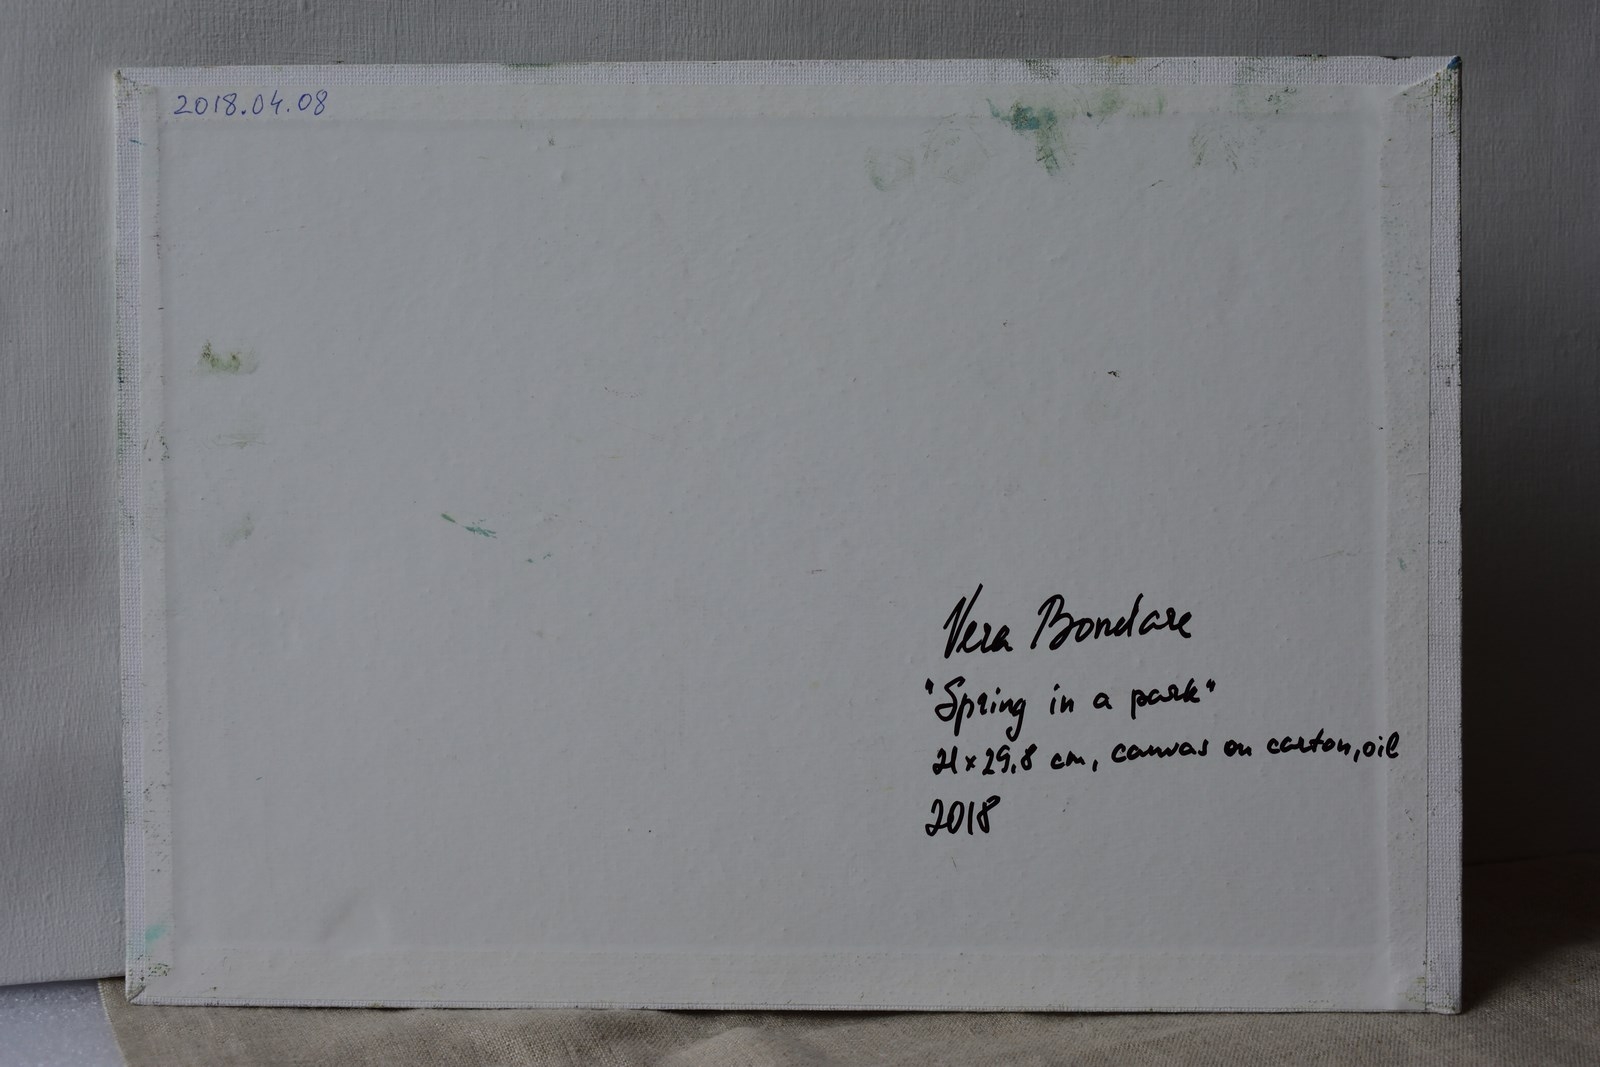 2018.04.08
Vera Bondare
"Spring in a park"
21x29,8 cm, canvas on carton, oil
2018